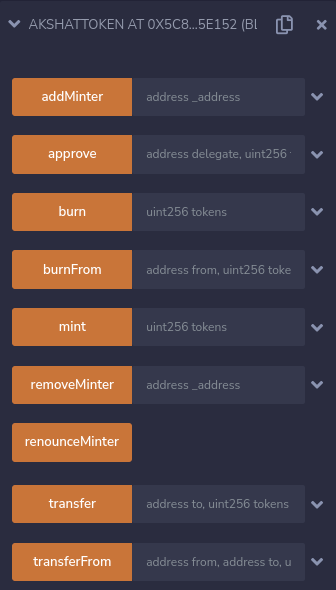 AKSHATTOKEN AT 0X5C8...5E152 (BL
addMinter address _address
approve address delegate, uint256
burn uint256 tokens
burnFrom address from, uint256 toke
mint uint256 tokens
removeMinter address _address
renounceMinter
transfer address to, uint256 tokens
transferFrom address from, address to, u